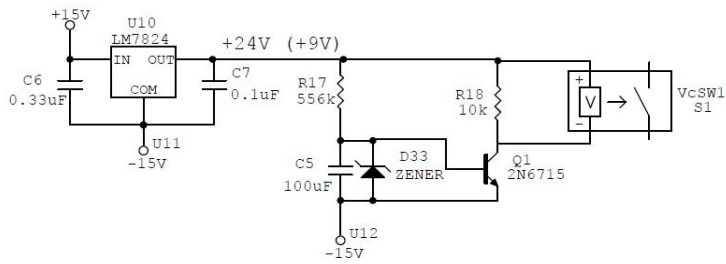 +15V
U10
LM7824
IN OUT
COM
C6
0.33uF
C7
0.1uF
U11
-15V
+24V (+9V)
R17
556k
R18
10k
C5
100uF
D33
ZENER
Q1
2N6715
U12
-15V
+
V
-
VcSW1
S1